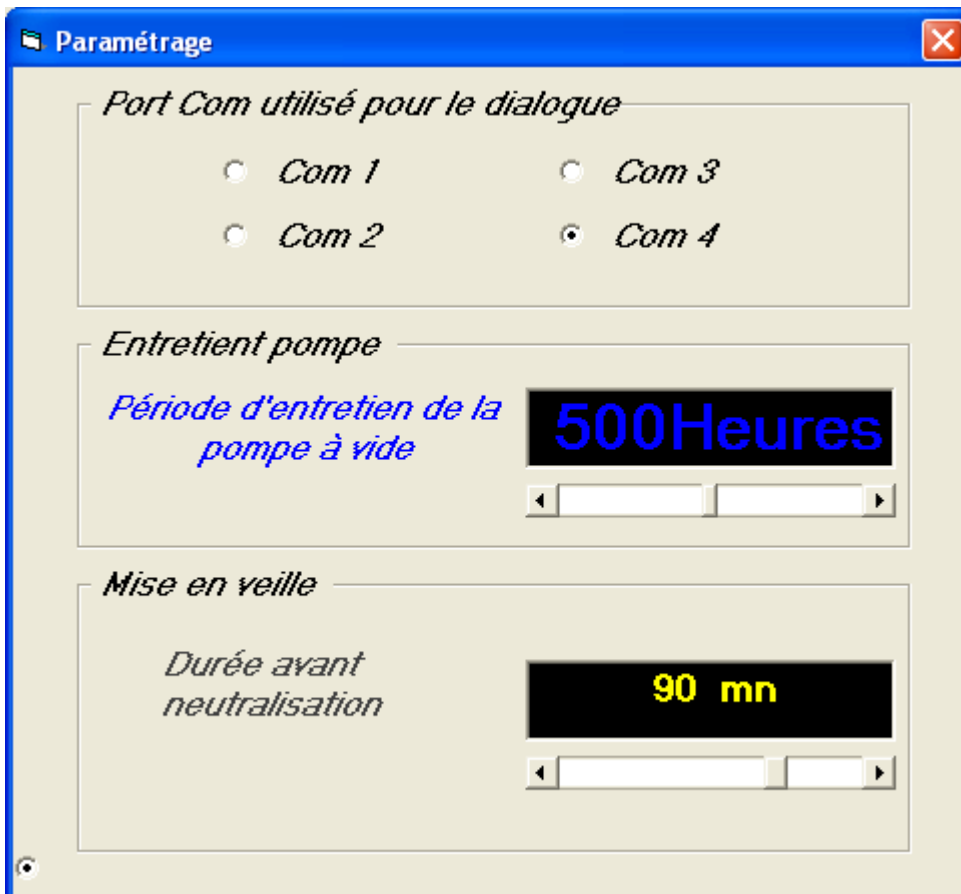 Paramétrage
Port Com utilisé pour le dialogue
Com 1
Com 3
Com 2
Com 4
Entretient pompe
Période d'entretien de la
pompe à vide
500Heures
Mise en veille
Durée avant
neutralisation
90 mn